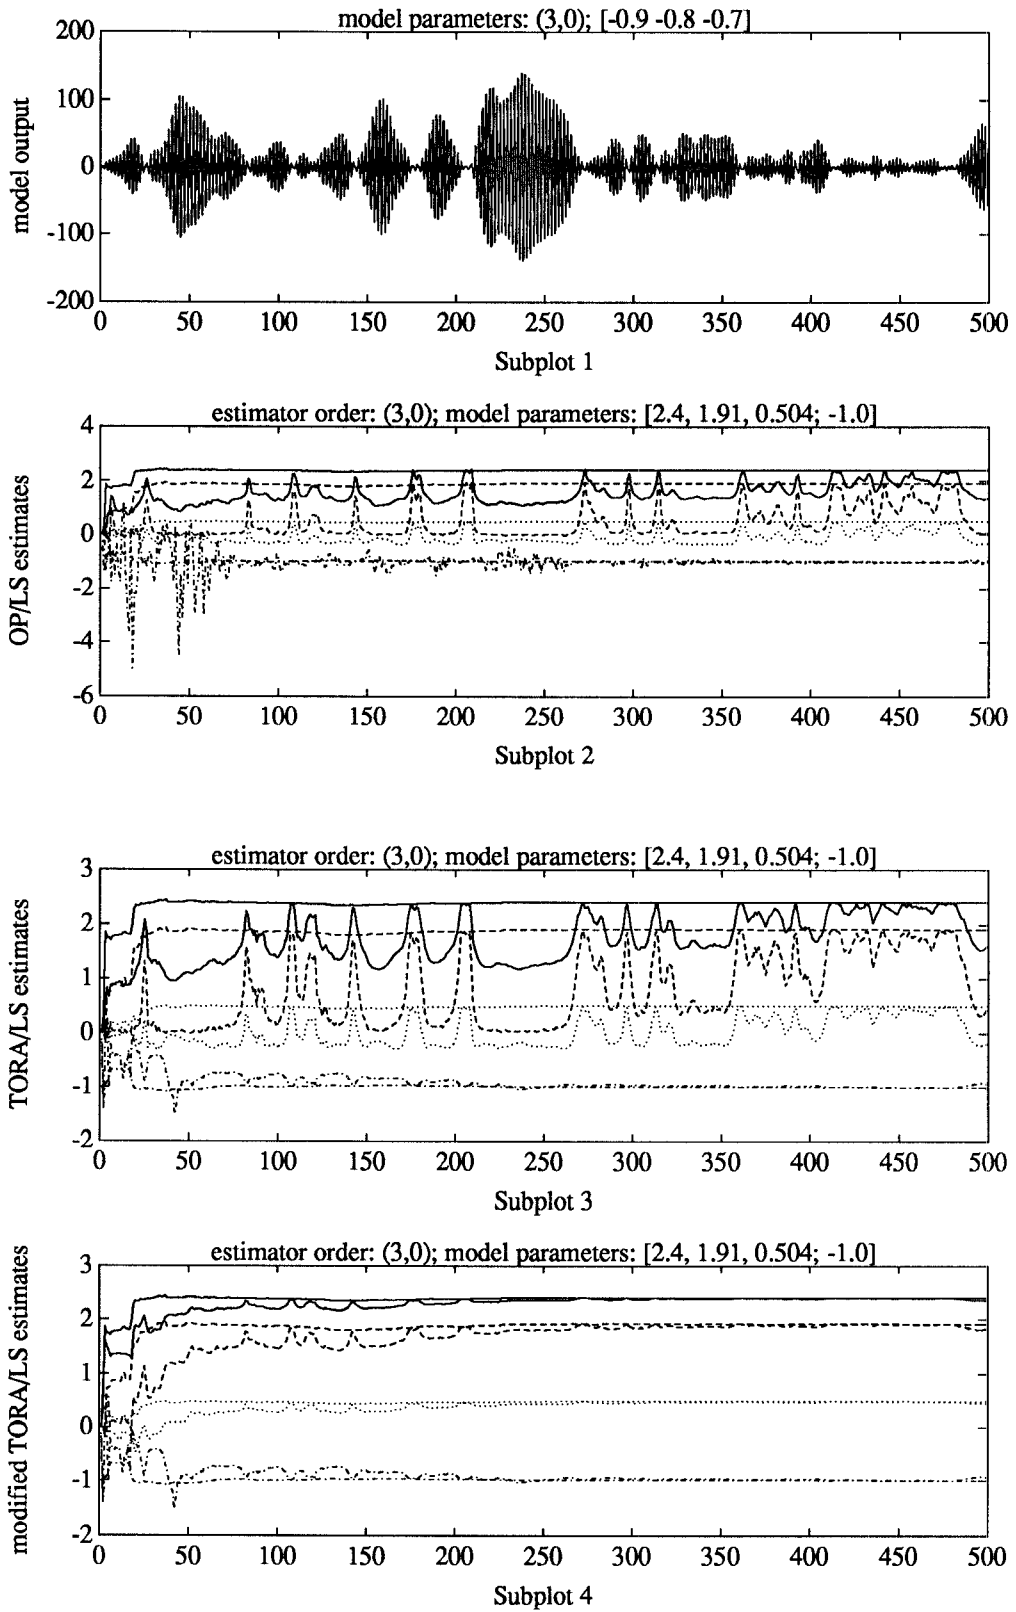 model parameters: (3,0); [-0.9 -0.8 -0.7]
200
100
0
-100
-200
model output
0 50 100 150 200 250 300 350 400 450 500
Subplot 1
estimator order: (3,0); model parameters: [2.4, 1.91, 0.504; -1.0]
4
2
0
-2
-4
-6
OP/LS estimates
0 50 100 150 200 250 300 350 400 450 500
Subplot 2
estimator order: (3,0); model parameters: [2.4, 1.91, 0.504; -1.0]
3
2
1
0
-1
-2
TORA/LS estimates
0 50 100 150 200 250 300 350 400 450 500
Subplot 3
estimator order: (3,0); model parameters: [2.4, 1.91, 0.504; -1.0]
3
2
1
0
-1
-2
modified TORA/LS estimates
0 50 100 150 200 250 300 350 400 450 500
Subplot 4